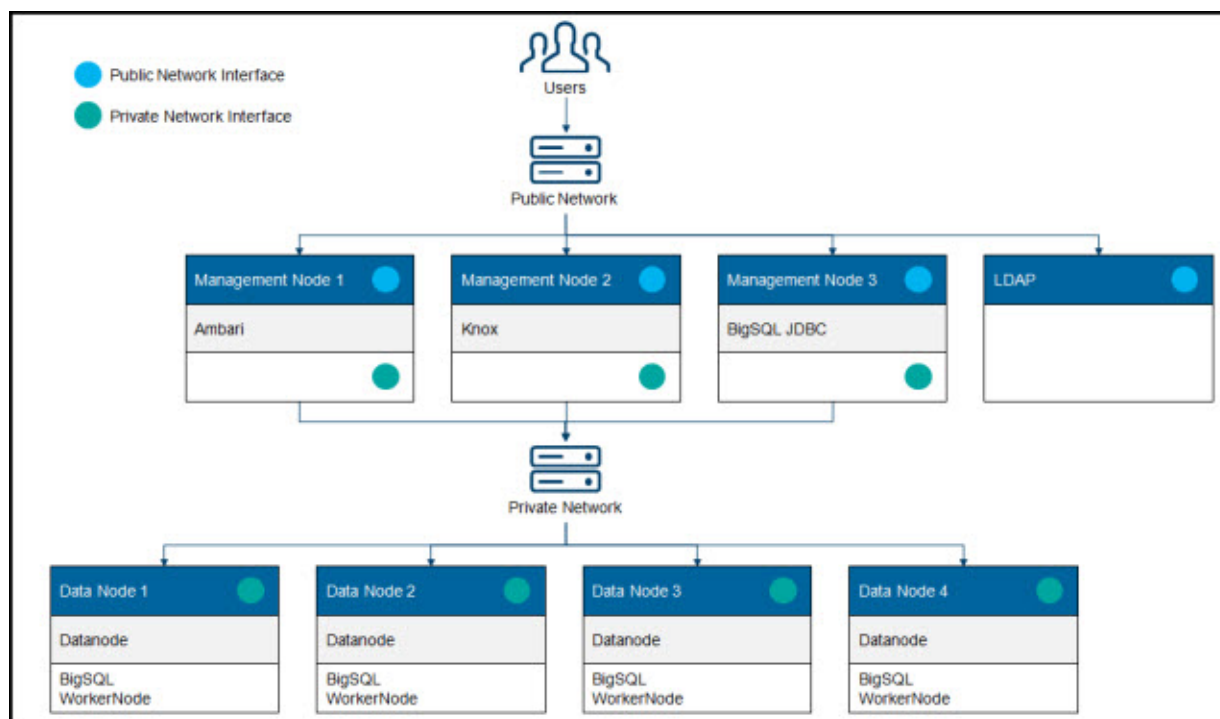 Public Network Interface
Private Network Interface
Users
Public Network
Management Node 1
Management Node 2
Management Node 3
LDAP
Ambari
Knox
BigSQL JDBC
Private Network
Data Node 1
Data Node 2
Data Node 3
Data Node 4
Datanode
Datanode
Datanode
Datanode
BigSQL
WorkerNode
BigSQL
WorkerNode
BigSQL
WorkerNode
BigSQL
WorkerNode